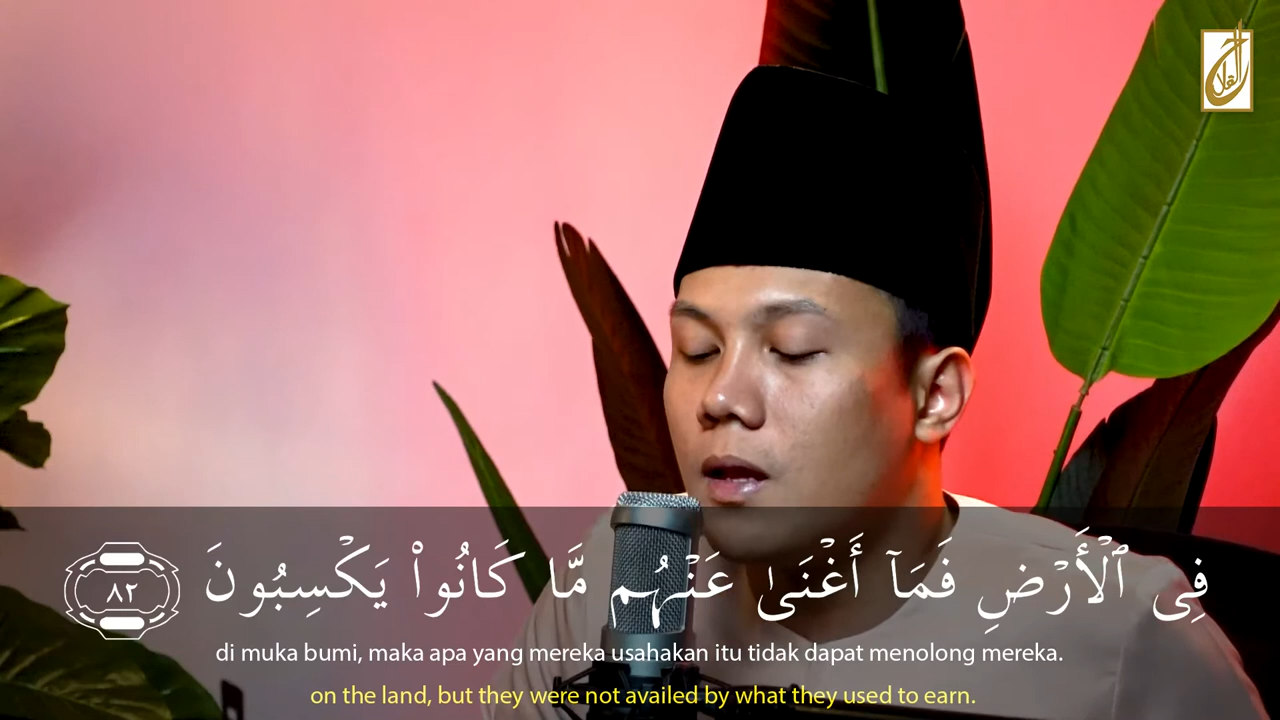 فِي ٱلْأَرْضِ فَمَآ أَغْنَىٰ عَنْهُم مَّا كَانُوا۟ يَكْسِبُونَ ٨٢
di muka bumi, maka apa yang mereka usahakan itu tidak dapat menolong mereka.
on the land, but they were not availed by what they used to earn.